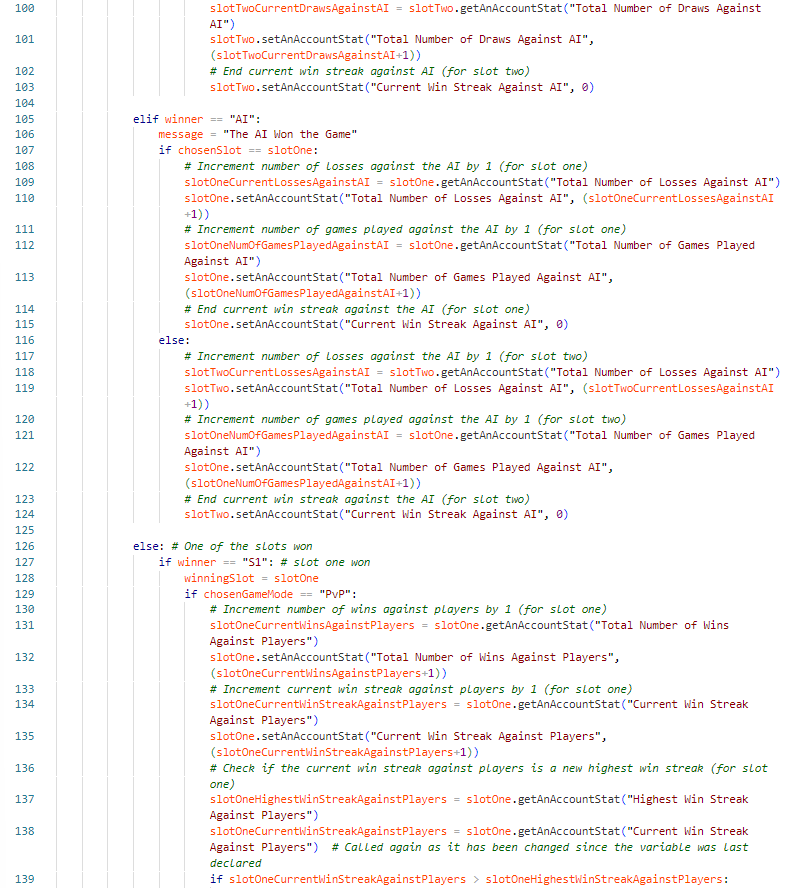 100 slotTwoCurrentDrawsAgainstAI = slotTwo.getAnAccountStat("Total Number of Draws Against
AI")
101 slotTwo.setAnAccountStat("Total Number of Draws Against AI",
(slotTwoCurrentDrawsAgainstAI+1))
102 # End current win streak against AI (for slot two)
103 slotTwo.setAnAccountStat("Current Win Streak Against AI", 0)
104
105 elif winner == "AI":
106 message = "The AI Won the Game"
107 if chosenSlot == slotOne:
108 # Increment number of losses against the AI by 1 (for slot one)
109 slotOneCurrentLossesAgainstAI = slotOne.getAnAccountStat("Total Number of Losses Against AI")
110 slotOne.setAnAccountStat("Total Number of Losses Against AI", (slotOneCurrentLossesAgainstAI
+1))
111 # Increment number of games played against the AI by 1 (for slot one)
112 slotOneNumOfGamesPlayedAgainstAI = slotOne.getAnAccountStat("Total Number of Games Played
Against AI")
113 slotOne.setAnAccountStat("Total Number of Games Played Against AI",
(slotOneNumOfGamesPlayedAgainstAI+1))
114 # End current win streak against the AI (for slot one)
115 slotOne.setAnAccountStat("Current Win Streak Against AI", 0)
116 else:
117 # Increment number of losses against the AI by 1 (for slot two)
118 slotTwoCurrentLossesAgainstAI = slotTwo.getAnAccountStat("Total Number of Losses Against AI")
119 slotTwo.setAnAccountStat("Total Number of Losses Against AI", (slotTwoCurrentLossesAgainstAI
+1))
120 # Increment number of games played against the AI by 1 (for slot two)
121 slotOneNumOfGamesPlayedAgainstAI = slotOne.getAnAccountStat("Total Number of Games Played
Against AI")
122 slotOne.setAnAccountStat("Total Number of Games Played Against AI",
(slotOneNumOfGamesPlayedAgainstAI+1))
123 # End current win streak against the AI (for slot two)
124 slotTwo.setAnAccountStat("Current Win Streak Against AI", 0)
125
126 else: # One of the slots won
127 if winner == "S1": # slot one won
128 winningSlot = slotOne
129 if chosenGameMode == "PvP":
130 # Increment number of wins against players by 1 (for slot one)
131 slotOneCurrentWinsAgainstPlayers = slotOne.getAnAccountStat("Total Number of Wins
Against Players")
132 slotOne.setAnAccountStat("Total Number of Wins Against Players",
(slotOneCurrentWinsAgainstPlayers+1))
133 # Increment current win streak against players by 1 (for slot one)
134 slotOneCurrentWinStreakAgainstPlayers = slotOne.getAnAccountStat("Current Win Streak
Against Players")
135 slotOne.setAnAccountStat("Current Win Streak Against Players",
(slotOneCurrentWinStreakAgainstPlayers+1))
136 # Check if the current win streak against players is a new highest win streak (for slot
one)
137 slotOneHighestWinStreakAgainstPlayers = slotOne.getAnAccountStat("Highest Win Streak
Against Players")
138 slotOneCurrentWinStreakAgainstPlayers = slotOne.getAnAccountStat("Current Win Streak
Against Players") # Called again as it has been changed since the variable was last
declared
139 if slotOneCurrentWinStreakAgainstPlayers > slotOneHighestWinStreakAgainstPlayers: